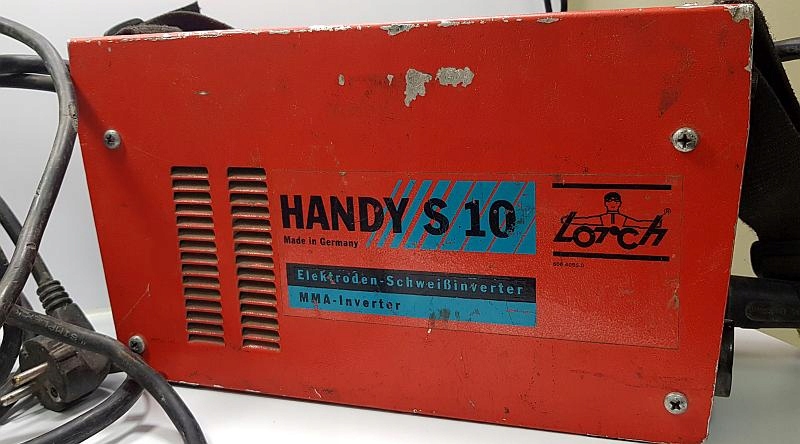 HANDY S 10
Made in Germany
Lorch
®
Elektroden-Schweißinverter
MMA-Inverter